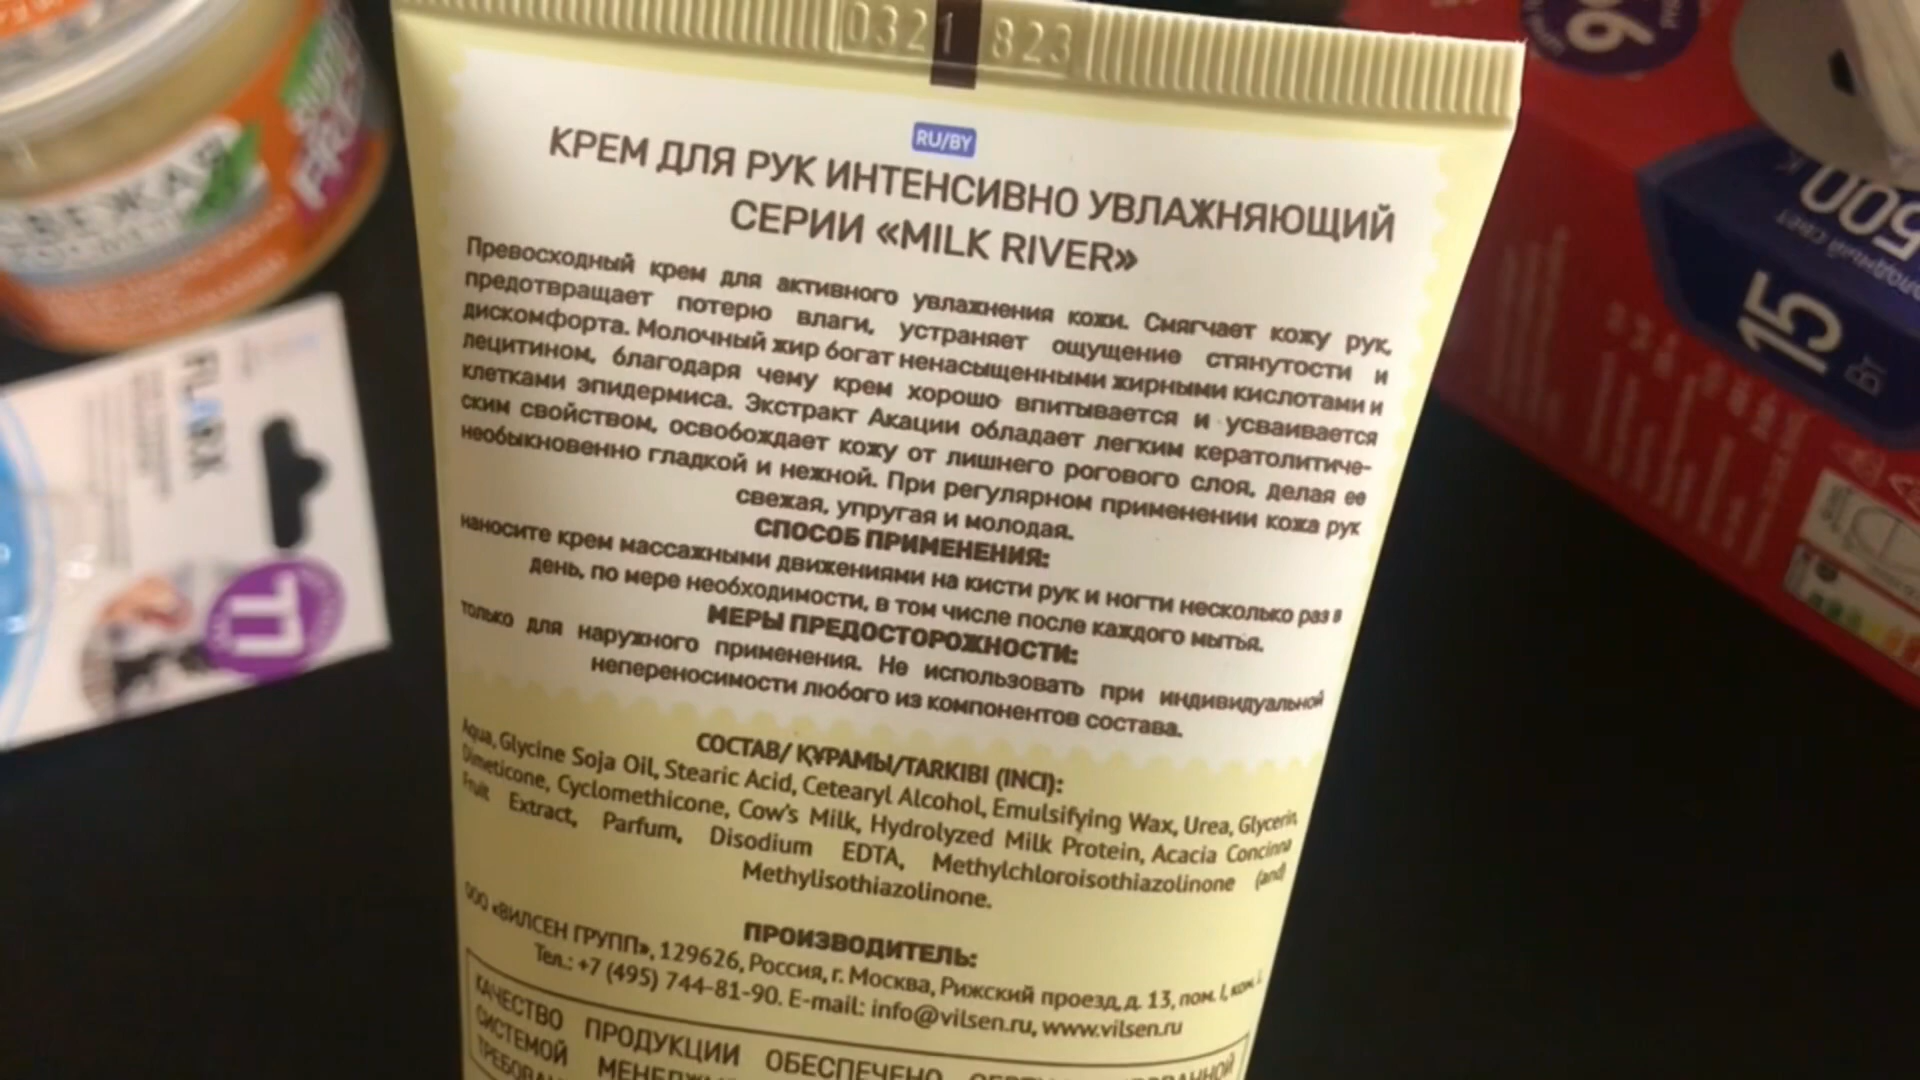 0321 823
RU/BY
КРЕМ ДЛЯ РУК ИНТЕНСИВНО УВЛАЖНЯЮЩИЙ
СЕРИИ «MILK RIVER»
Превосходный крем для активного увлажнения кожи. Смягчает кожу рук,
предотвращает потерю влаги, устраняет ощущение стянутости и
дискомфорта. Молочный жир богат ненасыщенными жирными кислотами и
лецитином, благодаря чему крем хорошо впитывается и усваивается
клетками эпидермиса. Экстракт Акации обладает легким кератолитиче-
ским свойством, освобождает кожу от лишнего рогового слоя, делая ее
необыкновенно гладкой и нежной. При регулярном применении кожа рук
свежая, упругая и молодая.
СПОСОБ ПРИМЕНЕНИЯ:
наносите крем массажными движениями на кисти рук и ногти несколько раз в
день, по мере необходимости, в том числе после каждого мытья.
МЕРЫ ПРЕДОСТОРОЖНОСТИ:
только для наружного применения. Не использовать при индивидуальной
непереносимости любого из компонентов состава.
СОСТАВ/ ҚҰРАМЫ/TARKIBI (INCI):
Aqua, Glycine Soja Oil, Stearic Acid, Cetearyl Alcohol, Emulsifying Wax, Urea, Glycerin,
Dimeticone, Cyclomethicone, Cow's Milk, Hydrolyzed Milk Protein, Acacia Concinna
Fruit Extract, Parfum, Disodium EDTA, Methylchloroisothiazolinone (and)
Methylisothiazolinone.
ПРОИЗВОДИТЕЛЬ:
ООО «ВИЛСЕН ГРУПП», 129626, Россия, г. Москва, Рижский проезд, д. 13, пом. I, ком.
Тел.: +7 (495) 744-81-90. E-mail: info@vilsen.ru, www.vilsen.ru
КАЧЕСТВО ПРОДУКЦИИ ОБЕСПЕЧЕНО
СИСТЕМОЙ
FLARX
77
15 Вт